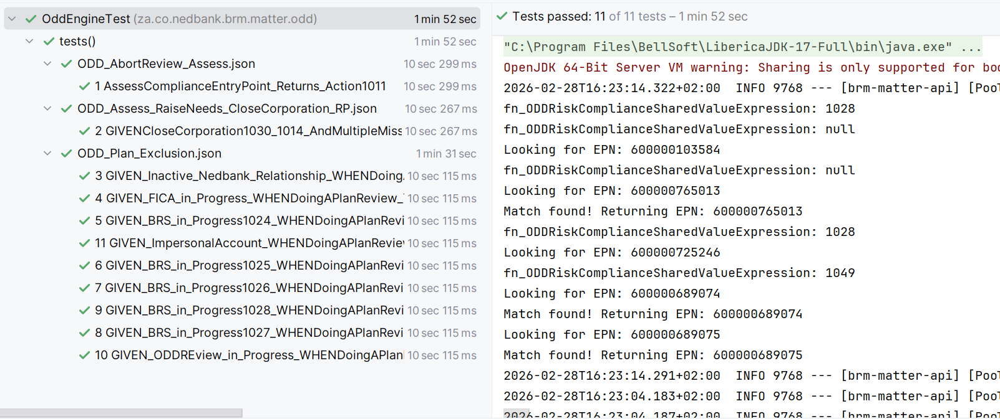 OddEngineTest (za.co.nedbank.brm.matter.odd) 1 min 52 sec
tests() 1 min 52 sec
ODD_AbortReview_Assess.json 10 sec 299 ms
1 AssessComplianceEntryPoint_Returns_Action1011 10 sec 299 ms
ODD_Assess_RaiseNeeds_CloseCorporation_RP.json 10 sec 267 ms
2 GIVENCloseCorporation1030_1014_AndMultipleMiss 10 sec 267 ms
ODD_Plan_Exclusion.json 1 min 31 sec
3 GIVEN_Inactive_Nedbank_Relationship_WHENDoing 10 sec 115 ms
4 GIVEN_FICA_in_Progress_WHENDoingAPlanReview_ 10 sec 115 ms
5 GIVEN_BRS_in_Progress1024_WHENDoingAPlanRevi 10 sec 115 ms
11 GIVEN_ImpersonalAccount_WHENDoingAPlanReview 10 sec 115 ms
6 GIVEN_BRS_in_Progress1025_WHENDoingAPlanRevi 10 sec 115 ms
7 GIVEN_BRS_in_Progress1026_WHENDoingAPlanRevi 10 sec 115 ms
9 GIVEN_BRS_in_Progress1028_WHENDoingAPlanRevi 10 sec 115 ms
8 GIVEN_BRS_in_Progress1027_WHENDoingAPlanRevi 10 sec 115 ms
10 GIVEN_ODDREview_in_Progress_WHENDoingAPlan 10 sec 115 ms
Tests passed: 11 of 11 tests – 1 min 52 sec
"C:\Program Files\BellSoft\LibericaJDK-17-Full\bin\java.exe" ...
OpenJDK 64-Bit Server VM warning: Sharing is only supported for boo
2026-02-28T16:23:14.322+02:00  INFO 9768 --- [brm-matter-api] [Pool
fn_ODDRiskComplianceSharedValueExpression: 1028
fn_ODDRiskComplianceSharedValueExpression: null
Looking for EPN: 600000103584
fn_ODDRiskComplianceSharedValueExpression: null
Looking for EPN: 600000765013
Match found! Returning EPN: 600000765013
fn_ODDRiskComplianceSharedValueExpression: 1028
Looking for EPN: 600000725246
fn_ODDRiskComplianceSharedValueExpression: 1049
Looking for EPN: 600000689074
Match found! Returning EPN: 600000689074
Looking for EPN: 600000689075
Match found! Returning EPN: 600000689075
2026-02-28T16:23:14.291+02:00  INFO 9768 --- [brm-matter-api] [Pool
2026-02-28T16:23:04.183+02:00  INFO 9768 --- [brm-matter-api] [Pool
2026-02-28T16:23:04.187+02:00  INFO 9768 --- [brm-matter-api] [Pool